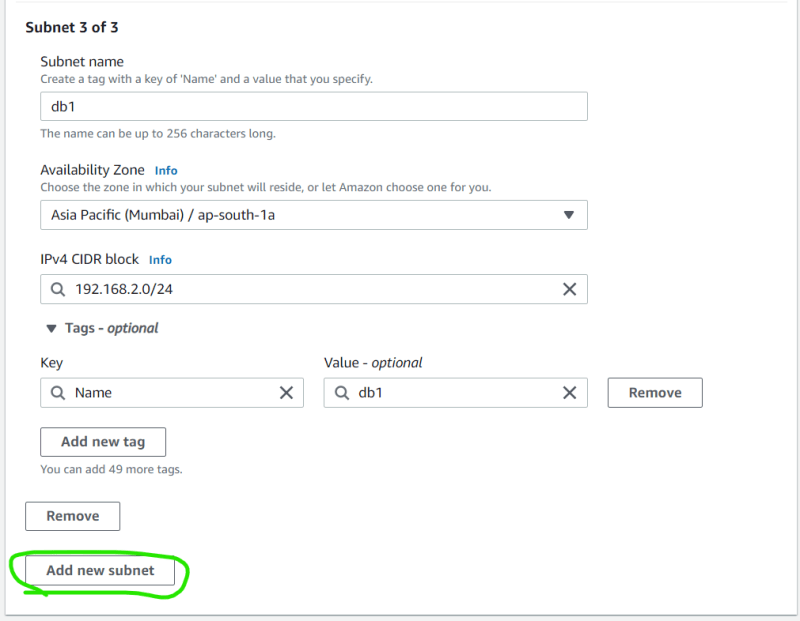 Subnet 3 of 3
Subnet name
Create a tag with a key of 'Name' and a value that you specify.
db1
The name can be up to 256 characters long.
Availability Zone Info
Choose the zone in which your subnet will reside, or let Amazon choose one for you.
Asia Pacific (Mumbai) / ap-south-1a
IPv4 CIDR block Info
192.168.2.0/24
Tags - optional
Key Value - optional
Name db1 Remove
Add new tag
You can add 49 more tags.
Remove
Add new subnet